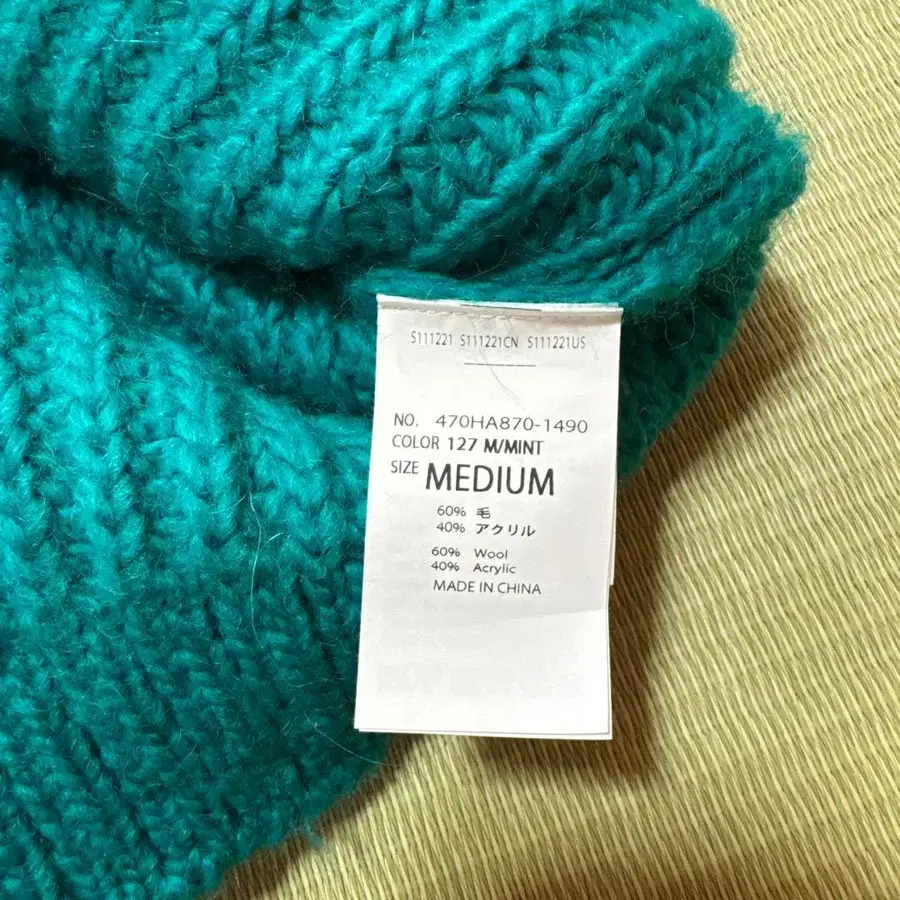 S111221 S111221CN S111221US
NO. 470HA870-1490
COLOR 127 M/MINT
SIZE MEDIUM
60% 毛
40% アクリル
60% Wool
40% Acrylic
MADE IN CHINA